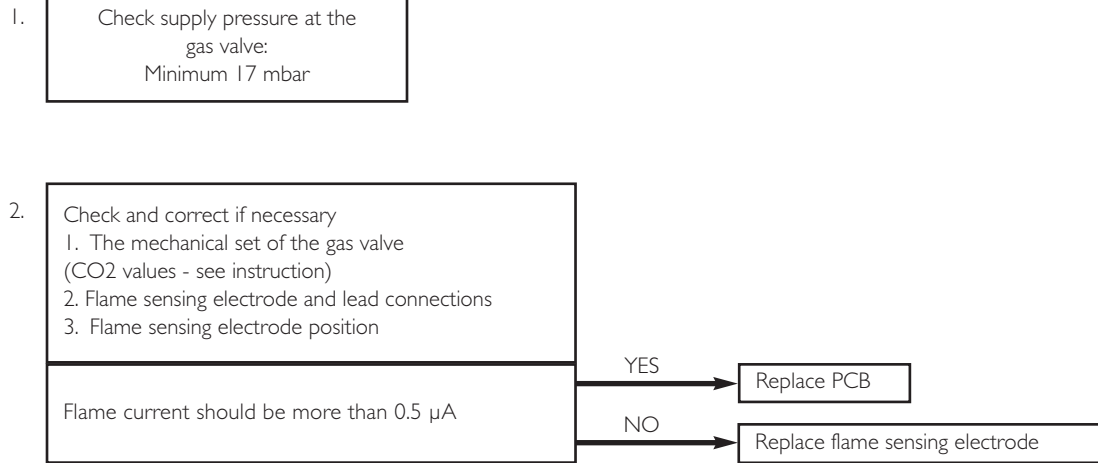 1.
Check supply pressure at the
gas valve:
Minimum 17 mbar
2.
Check and correct if necessary
1. The mechanical set of the gas valve
(CO2 values - see instruction)
2. Flame sensing electrode and lead connections
3. Flame sensing electrode position
Flame current should be more than 0.5 µA
YES
Replace PCB
NO
Replace flame sensing electrode